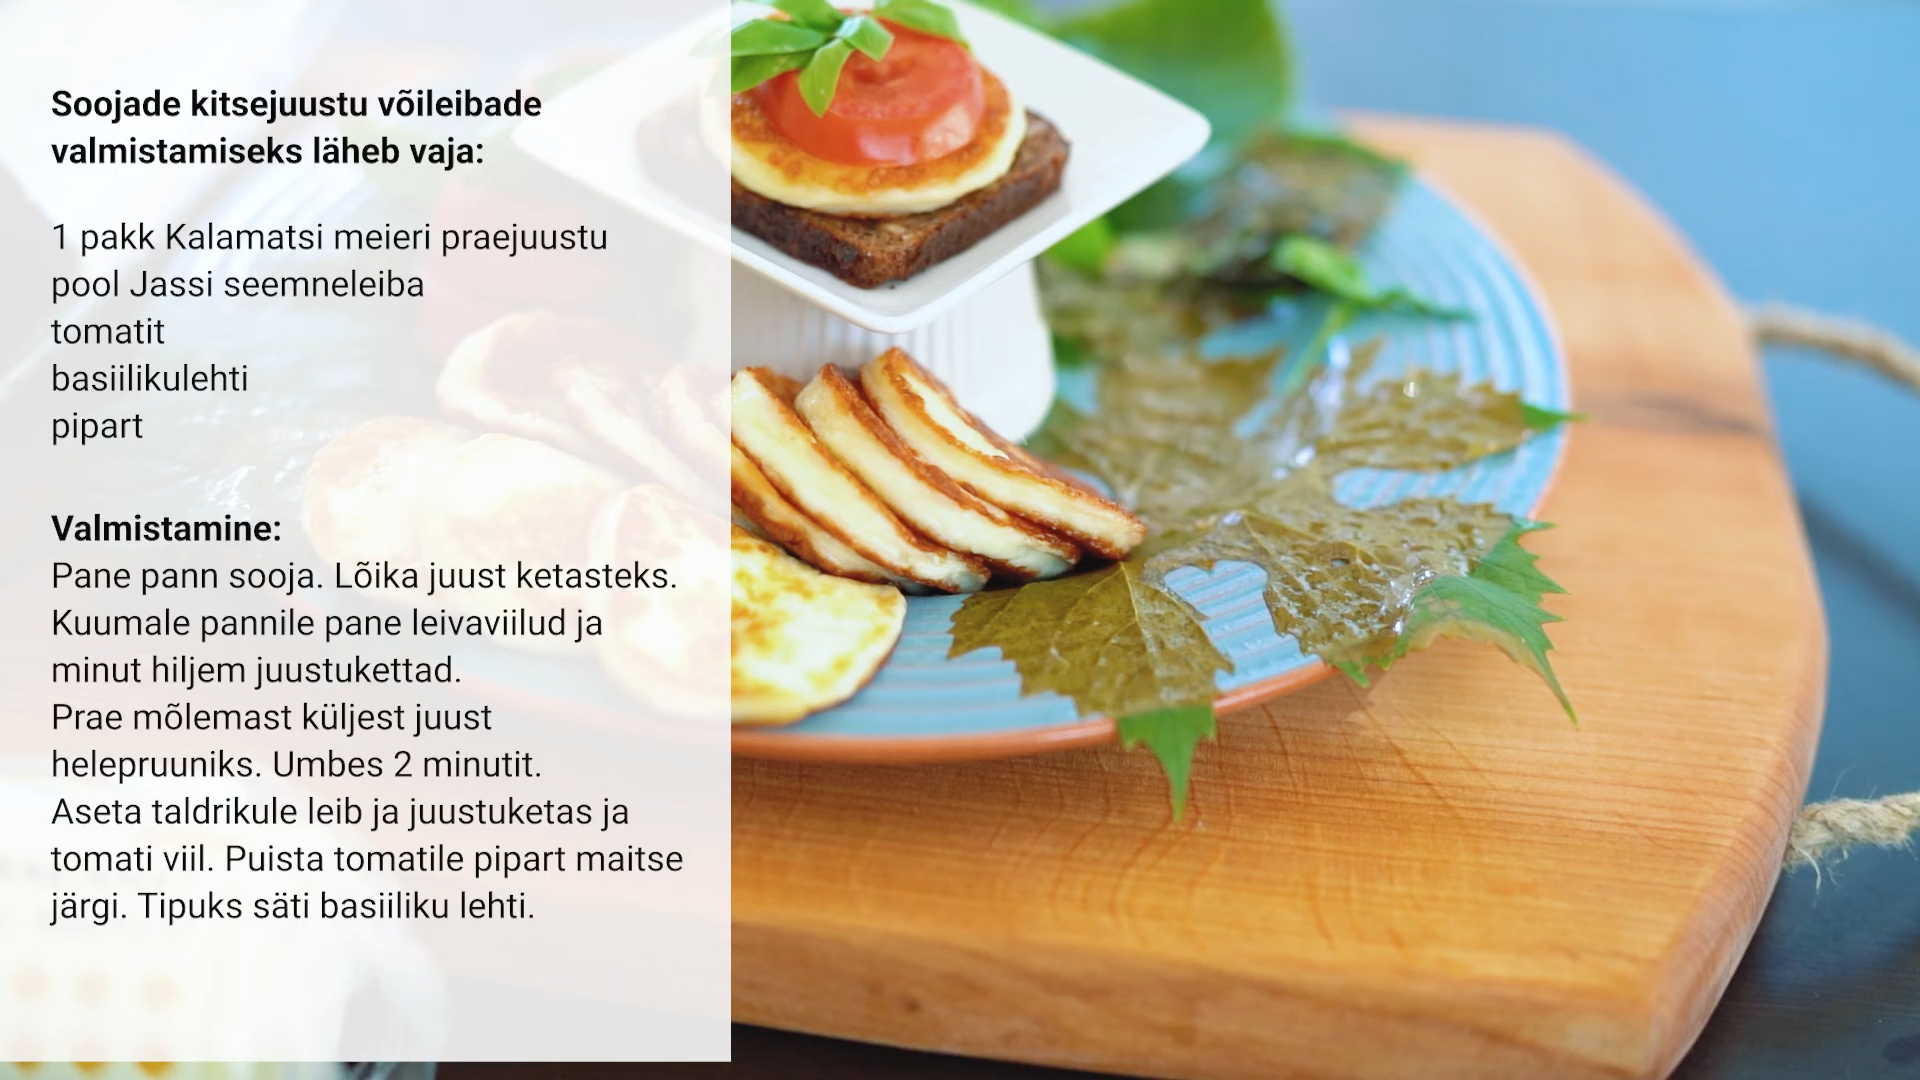 Soojade kitsejuustu võileibade
valmistamiseks läheb vaja:
1 pakk Kalamatsi meieri praejuustu
pool Jassi seemneleiba
tomatit
basiilikulehti
pipart
Valmistamine:
Pane pann sooja. Lõika juust ketasteks.
Kuumale pannile pane leivaviilud ja
minut hiljem juustukettad.
Prae mõlemast küljest juust
helepruuniks. Umbes 2 minutit.
Aseta taldrikule leib ja juustuketas ja
tomati viil. Puista tomatile pipart maitse
järgi. Tipuks säti basiiliku lehti.